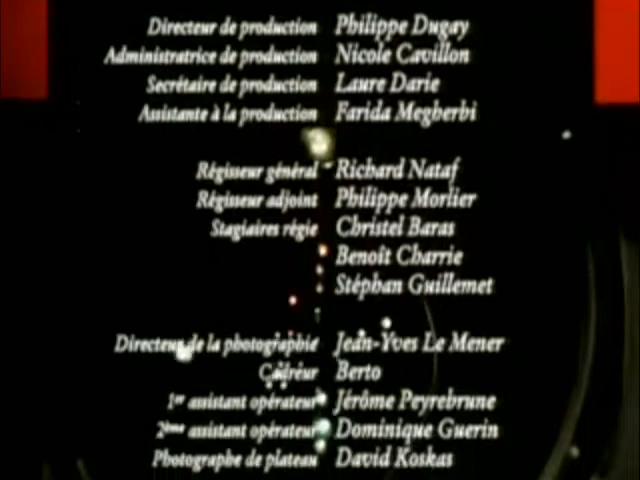 Directeur de production Philippe Dugay
Administratrice de production Nicole Cavillon
Secrétaire de production Laure Darie
Assistante à la production Farida Megherbi
Régisseur général Richard Nataf
Régisseur adjoint Philippe Morlier
Stagiaires régie Christel Baras
Benoît Charrie
Stéphan Guillemet
Directeur de la photographie Jean-Yves Le Mener
Cadreur Berto
1er assistant opérateur Jérôme Peyrebrune
2ème assistant opérateur Dominique Guerin
Photographe de plateau David Koskas